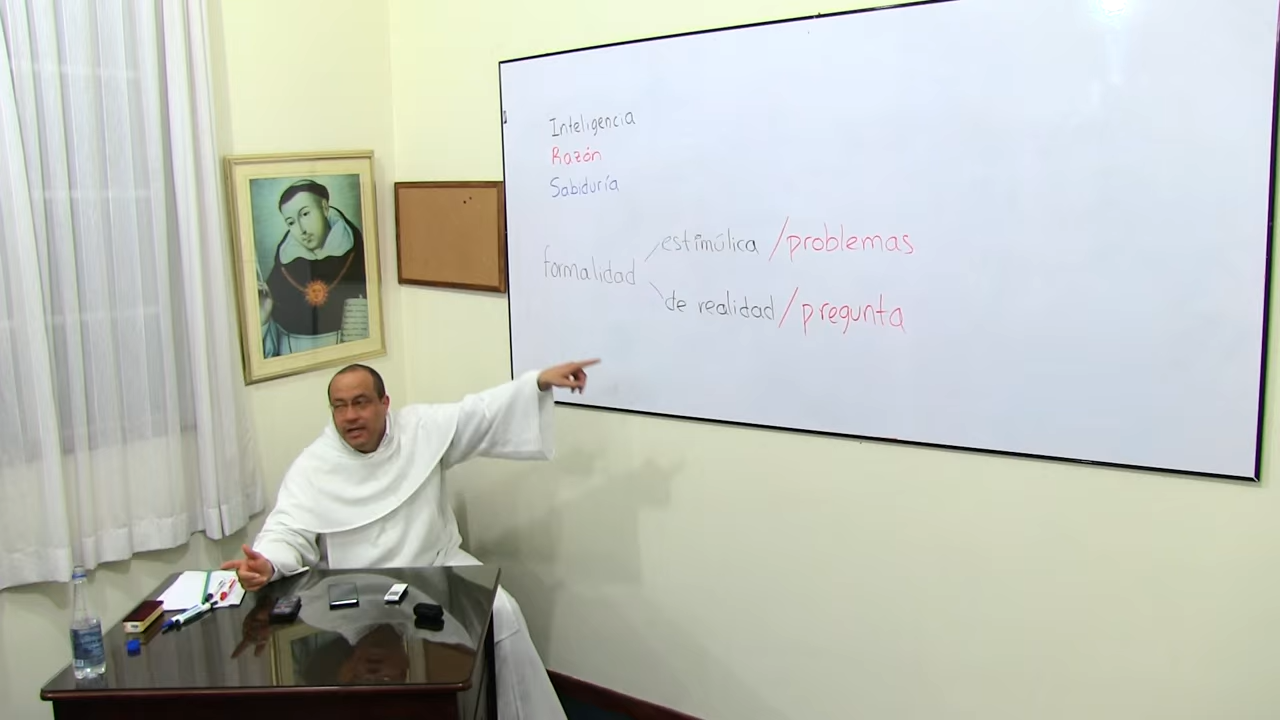 Inteligencia
Razón
Sabiduría
estimúlica / problemas
formalidad
de realidad / pregunta